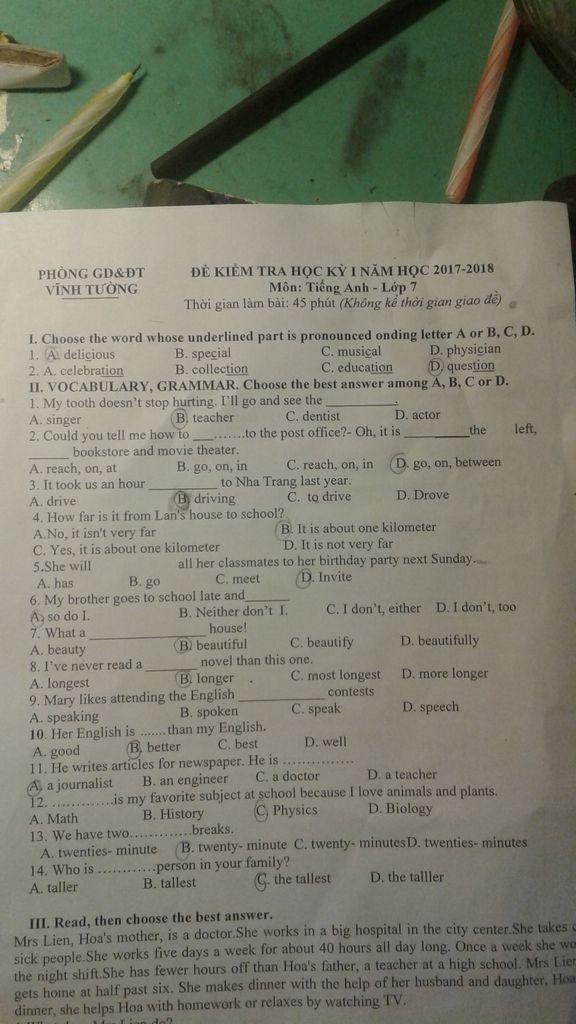 PHÒNG GD&ĐT ĐỀ KIỂM TRA HỌC KỲ I NĂM HỌC 2017-2018
VĨNH TƯỜNG Môn: Tiếng Anh - Lớp 7
Thời gian làm bài: 45 phút (Không kể thời gian giao đề)
I. Choose the word whose underlined part is pronounced onding letter A or B, C, D.
1. A. delicious B. special C. musical D. physician
2. A. celebration B. collection C. education D. question
II. VOCABULARY, GRAMMAR. Choose the best answer among A, B, C or D.
1. My tooth doesn't stop hurting. I'll go and see the ___________.
A. singer B. teacher C. dentist D. actor
2. Could you tell me how to ___........to the post office?- Oh, it is __________the left,
______ bookstore and movie theater.
A. reach, on, at B. go, on, in C. reach, on, in D. go, on, between
3. It took us an hour __________ to Nha Trang last year.
A. drive B. driving C. to drive D. Drove
4. How far is it from Lan's house to school?
A.No, it isn't very far B. It is about one kilometer
C. Yes, it is about one kilometer D. It is not very far
5.She will all her classmates to her birthday party next Sunday.
A. has B. go C. meet D. Invite
6. My brother goes to school late and_______
A. so do I. B. Neither don't I. C. I don't, either D. I don't, too
7. What a _________________ house!
A. beauty B. beautiful C. beautify D. beautifully
8. I've never read a ________ novel than this one.
A. longest B. longer . C. most longest D. more longer
9. Mary likes attending the English _____________ contests
A. speaking B. spoken C. speak D. speech
10. Her English is .......than my English.
A. good B. better C. best D. well
11. He writes articles for newspaper. He is ...............
A. a journalist B. an engineer C. a doctor D. a teacher
12. .............is my favorite subject at school because I love animals and plants.
A. Math B. History C. Physics D. Biology
13. We have two.............breaks.
A. twenties- minute B. twenty- minute C. twenty- minutesD. twenties- minutes
14. Who is ............person in your family?
A. taller B. tallest C. the tallest D. the talller
III. Read, then choose the best answer.
Mrs Lien, Hoa's mother, is a doctor.She works in a big hospital in the city center.She takes
sick people.She works five days a week for about 40 hours all day long. Once a week she
the night shift.She has fewer hours off than Hoa's father, a teacher at a high school. Mrs
gets home at half past six. She makes dinner with the help of her husband and daughter,
dinner, she helps Hoa with homework or relaxes by watching TV.